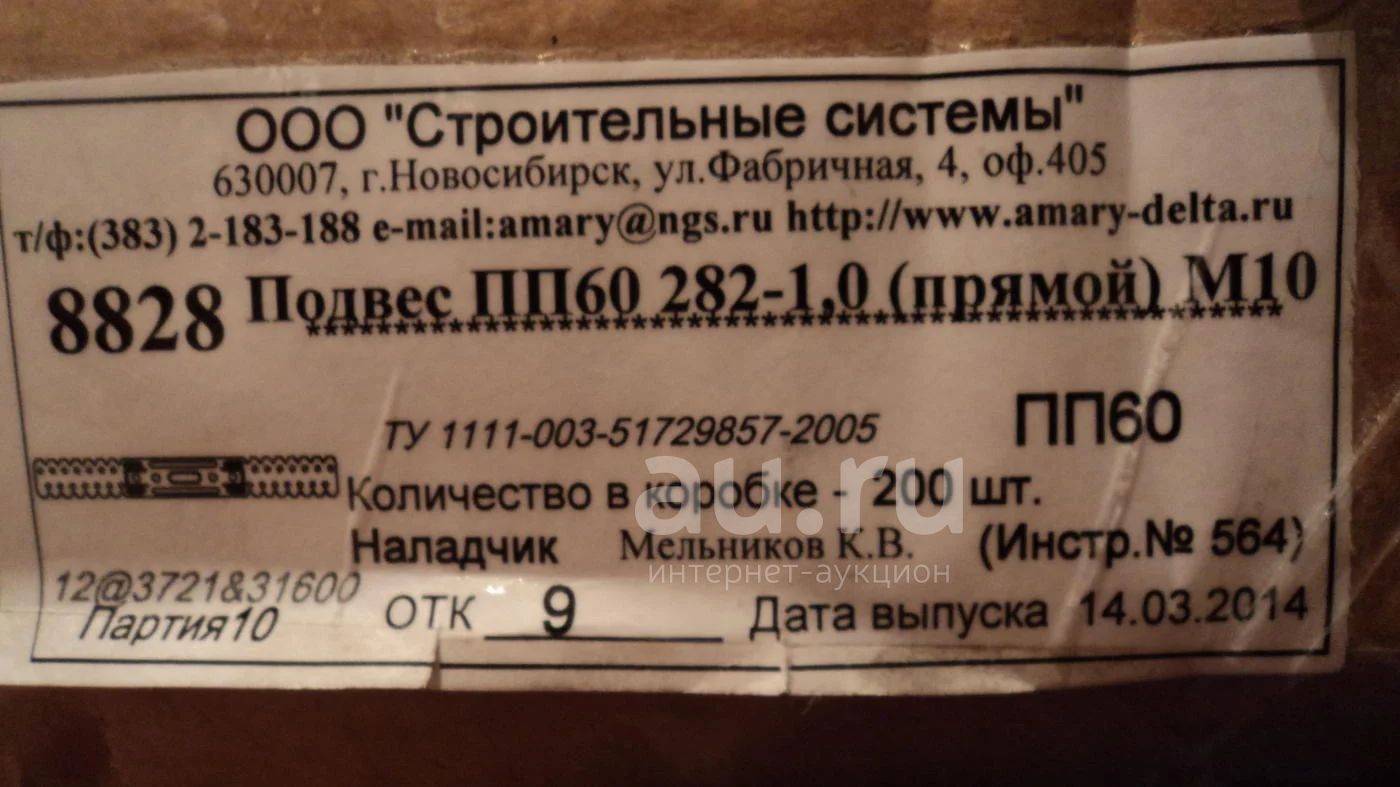 ООО "Строительные системы"
630007, г.Новосибирск, ул.Фабричная, 4, оф.405
т/ф:(383) 2-183-188 e-mail:amary@ngs.ru http://www.amary-delta.ru
8828 Подвес ПП60 282-1,0 (прямой) М10
ТУ 1111-003-51729857-2005 ПП60
Количество в коробке - 200 шт.
Наладчик Мельников К.В. (Инстр.№ 564)
12@3721&31600
Партия10
ОТК 9 Дата выпуска 14.03.2014
au.ru
интернет-аукцион